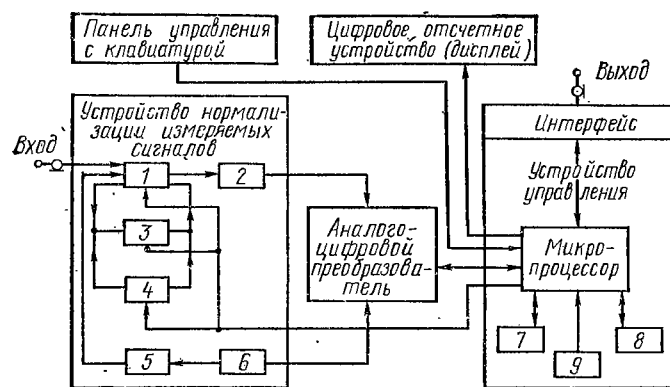 Панель управления
с клавиатурой
Цифровое отсчетное
устройство (дисплей)
Выход
Устройство нормали-
зации измеряемых
сигналов
Интерфейс
Вход
Устройство
управления
1
2
3
4
5
6
Аналого-
цифровой
преобразова-
тель
Микро-
процессор
7
8
9